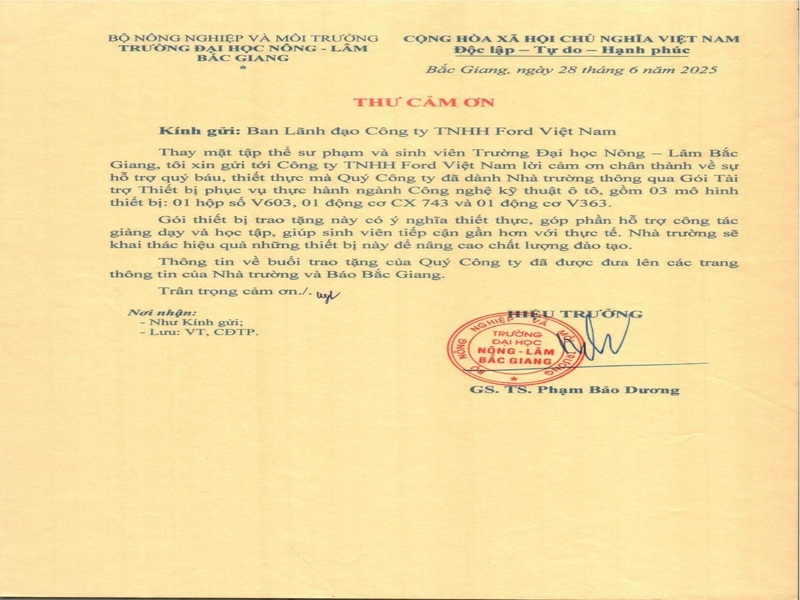 BỘ NÔNG NGHIỆP VÀ MÔI TRƯỜNG
TRƯỜNG ĐẠI HỌC NÔNG - LÂM
BẮC GIANG
*
CỘNG HÒA XÃ HỘI CHỦ NGHĨA VIỆT NAM
Độc lập – Tự do – Hạnh phúc
Bắc Giang, ngày 28 tháng 6 năm 2025
THƯ CẢM ƠN
Kính gửi: Ban Lãnh đạo Công ty TNHH Ford Việt Nam
Thay mặt tập thể sư phạm và sinh viên Trường Đại học Nông – Lâm Bắc
Giang, tôi xin gửi tới Công ty TNHH Ford Việt Nam lời cảm ơn chân thành về sự
hỗ trợ quý báu, thiết thực mà Quý Công ty đã dành Nhà trường thông qua Gói Tài
trợ Thiết bị phục vụ thực hành ngành Công nghệ kỹ thuật ô tô, gồm 03 mô hình
thiết bị: 01 hộp số V603, 01 động cơ CX 743 và 01 động cơ V363.
Gói thiết bị trao tặng này có ý nghĩa thiết thực, góp phần hỗ trợ công tác
giảng dạy và học tập, giúp sinh viên tiếp cận gần hơn với thực tế. Nhà trường sẽ
khai thác hiệu quả những thiết bị này để nâng cao chất lượng đào tạo.
Thông tin về buổi trao tặng của Quý Công ty đã được đưa lên các trang
thông tin của Nhà trường và Báo Bắc Giang.
Trân trọng cảm ơn./.
Nơi nhận:
- Như Kính gửi;
- Lưu: VT, CĐTP.
HIỆU TRƯỞNG
BỘ NÔNG NGHIỆP VÀ MÔI TRƯỜNG
TRƯỜNG
ĐẠI HỌC
NÔNG - LÂM
BẮC GIANG
GS. TS. Phạm Bảo Dương